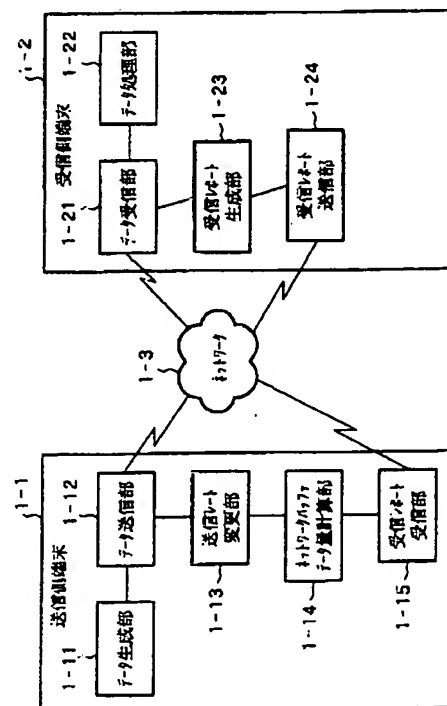 1-1
送信側端末
1-11
データ生成部
1-12
データ送信部
1-13
送信レート
変更部
1-14
ネットワークバッファ
データ量計算部
1-15
受信レポート
受信部
1-3
ネットワーク
1-2
受信側端末
1-21
データ受信部
1-22
データ処理部
1-23
受信レポート
生成部
1-24
受信レポート
送信部